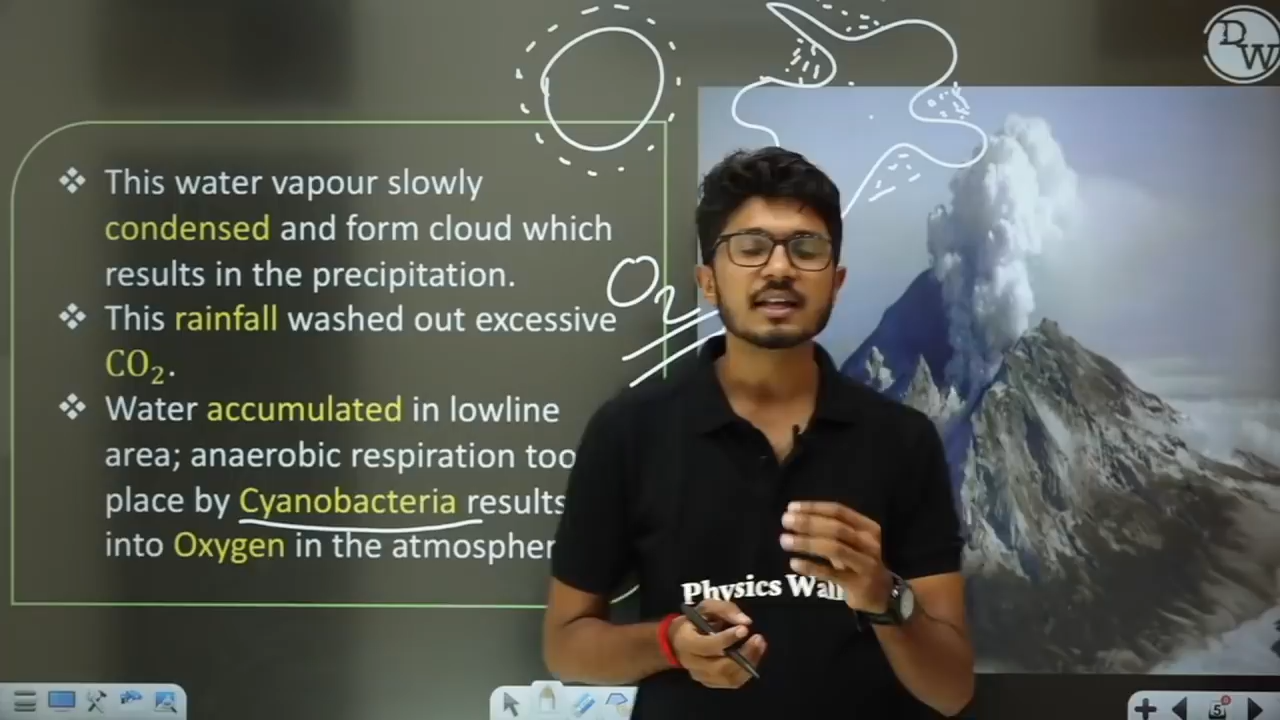 PW
This water vapour slowly
condensed and form cloud which
results in the precipitation.
This rainfall washed out excessive
CO₂.
Water accumulated in lowline
area; anaerobic respiration too
place by Cyanobacteria results
into Oxygen in the atmospher
O₂
Physics Wall
5